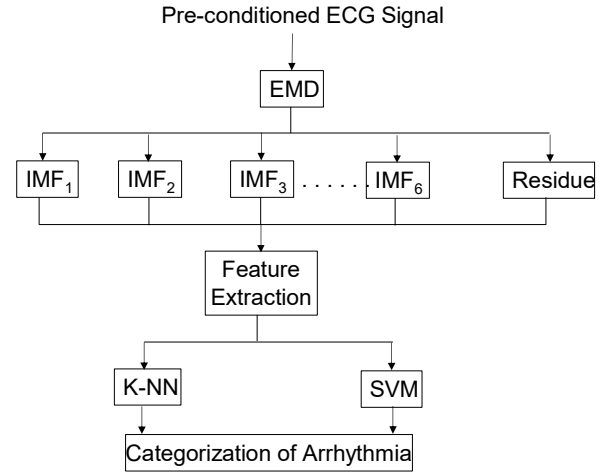 Pre-conditioned ECG Signal
EMD
IMF₁ IMF₂ IMF₃ . . . . . . IMF₆ Residue
Feature
Extraction
K-NN SVM
Categorization of Arrhythmia